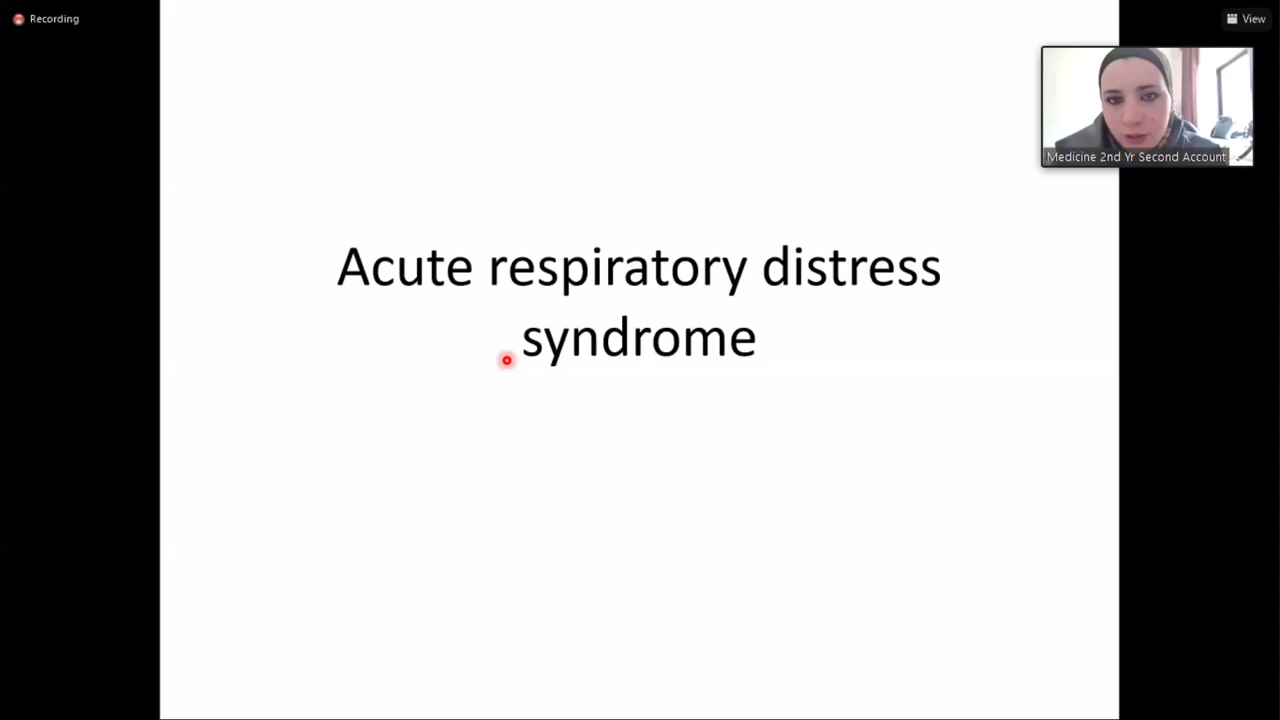 Recording
View
Medicine 2nd Yr Second Account
Acute respiratory distress
syndrome